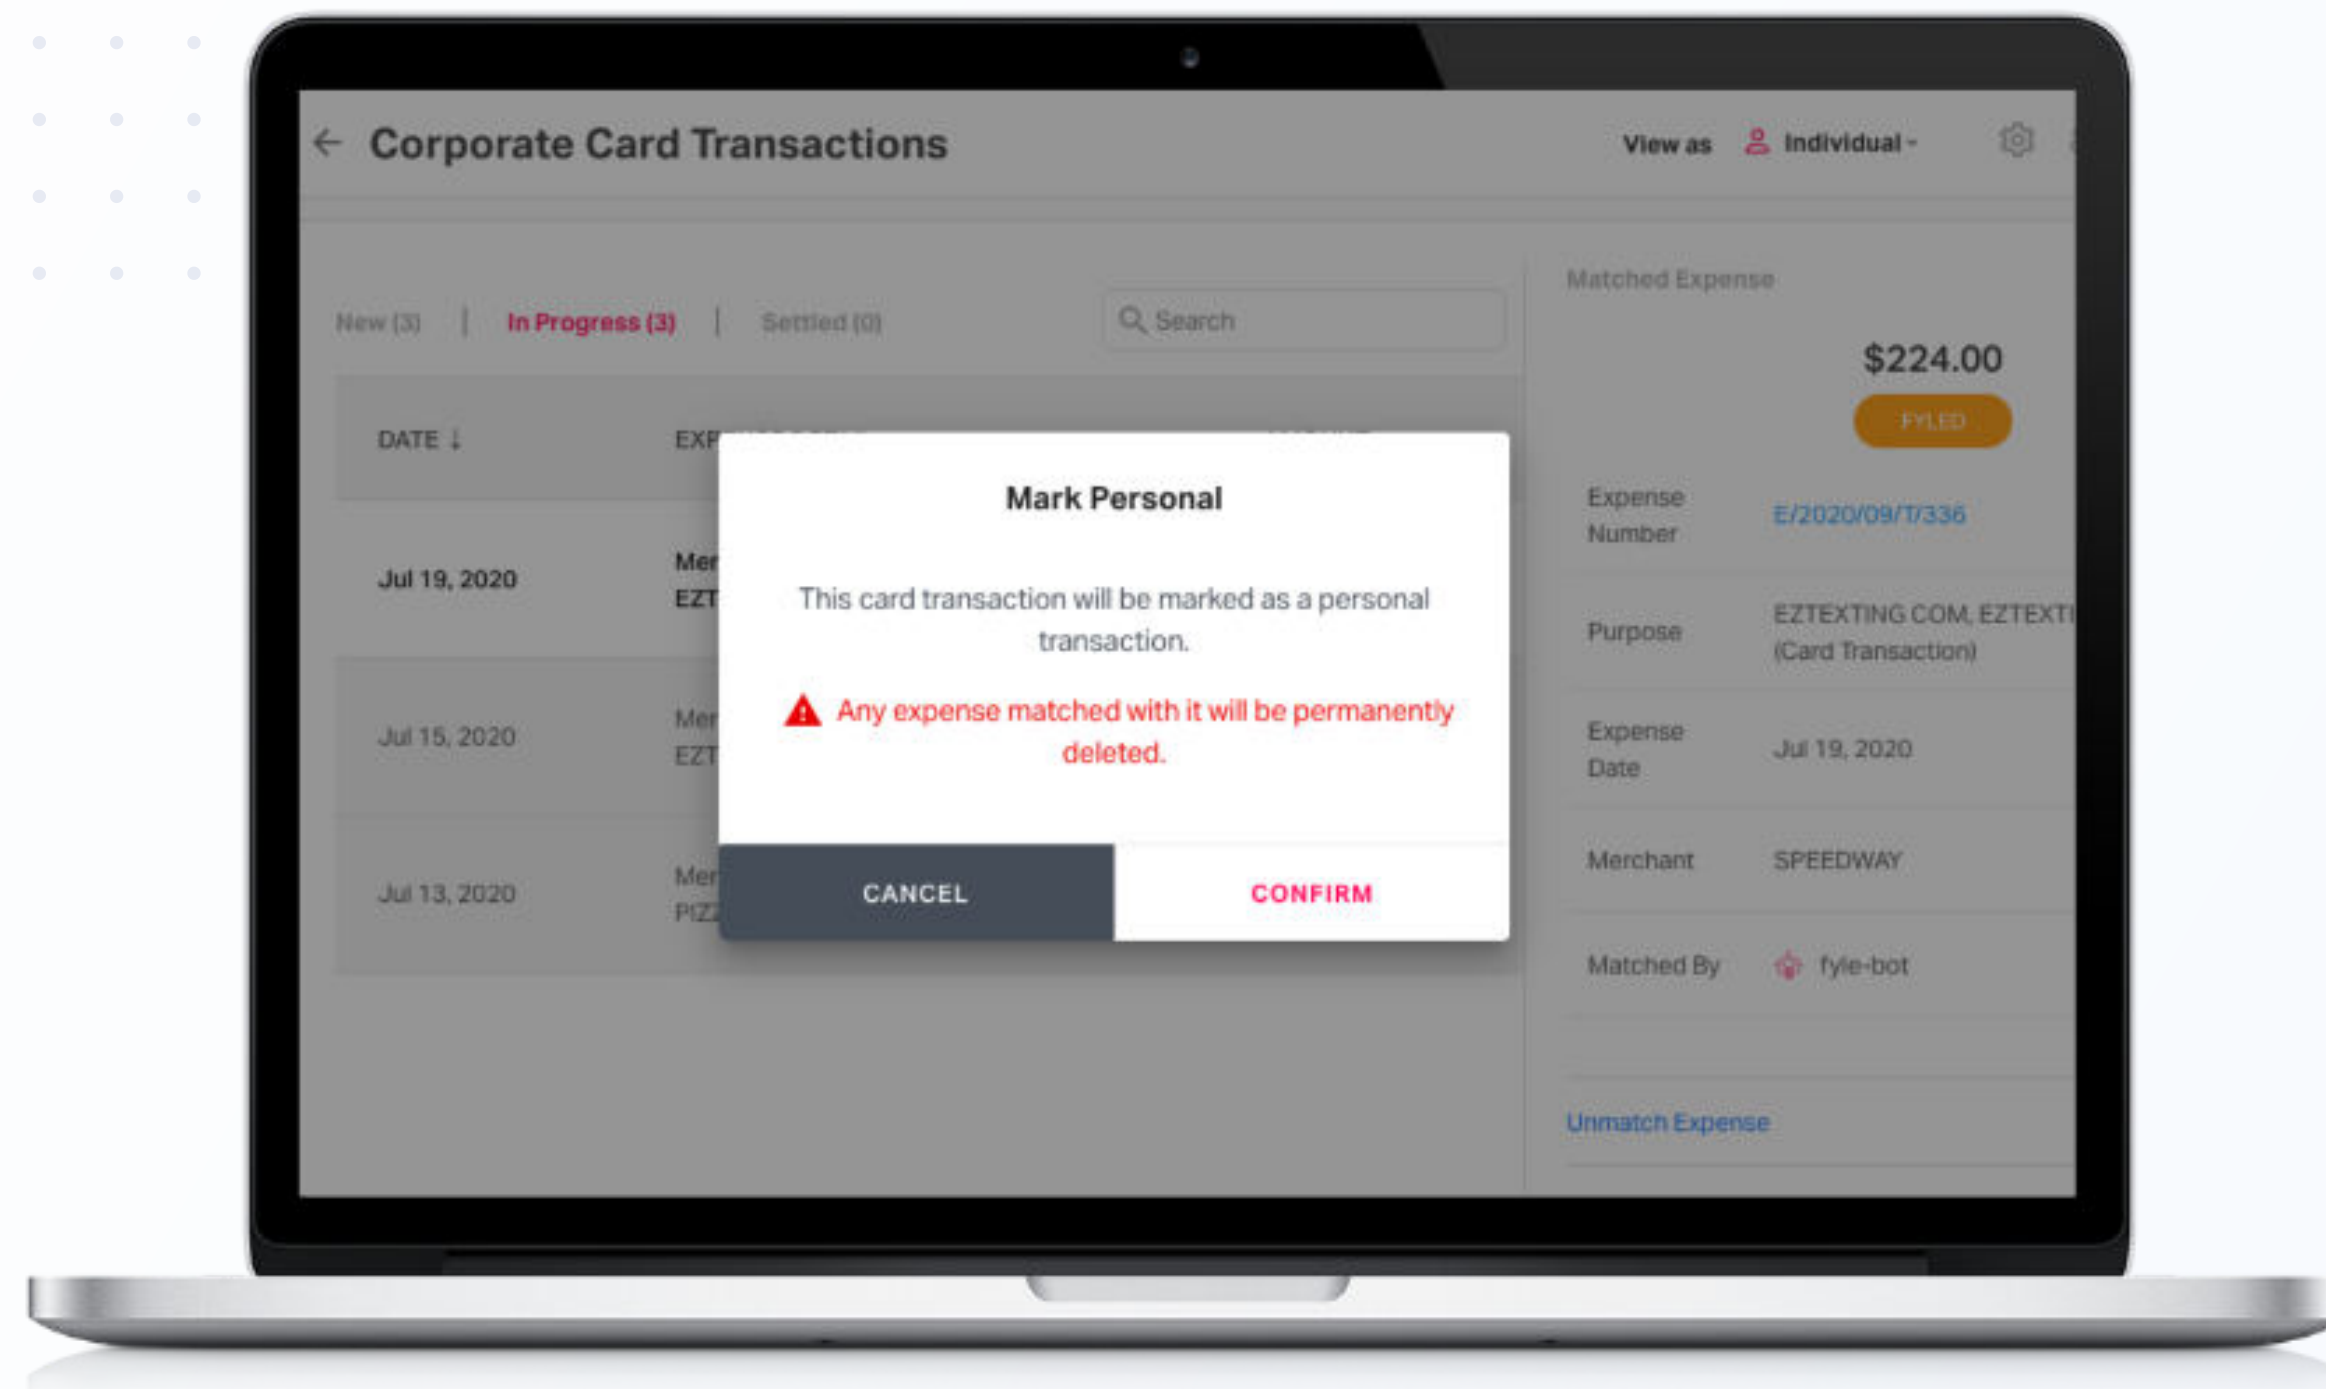 Corporate Card Transactions
View as Individual
New (3) | In Progress (3) | Settled (0)
Search
DATE ↓
Jul 19, 2020
Jul 15, 2020
Jul 13, 2020
Mark Personal
This card transaction will be marked as a personal
transaction.
Any expense matched with it will be permanently
deleted.
CANCEL
CONFIRM
Matched Expense
$224.00
FYLED
Expense
Number
E/2020/09/T/336
Purpose
EZTEXTING COM, EZTEXTI
(Card Transaction)
Expense
Date
Jul 19, 2020
Merchant
SPEEDWAY
Matched By
fyle-bot
Unmatch Expense